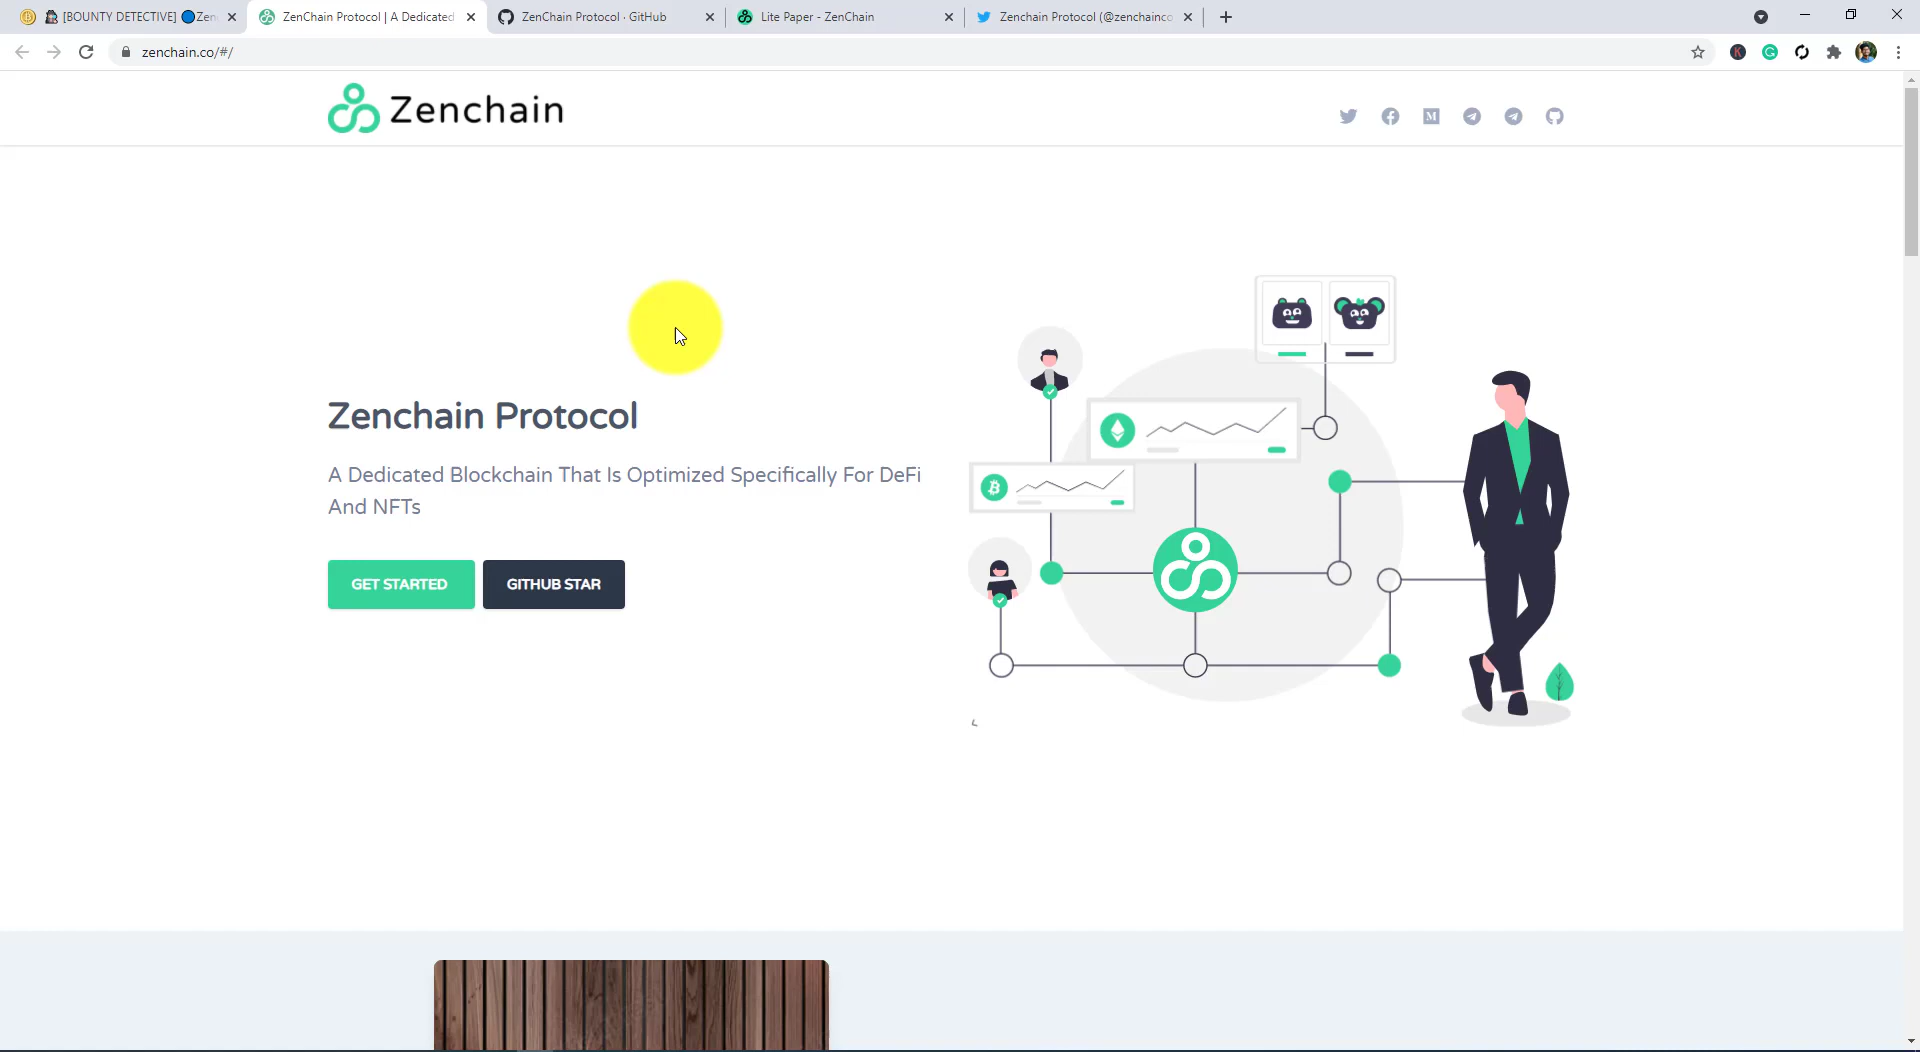 [BOUNTY DETECTIVE] Zen
ZenChain Protocol | A Dedicated
ZenChain Protocol · GitHub
Lite Paper - ZenChain
Zenchain Protocol (@zenchainco
zenchain.co/#/
Zenchain
Zenchain Protocol
A Dedicated Blockchain That Is Optimized Specifically For DeFi
And NFTs
GET STARTED
GITHUB STAR